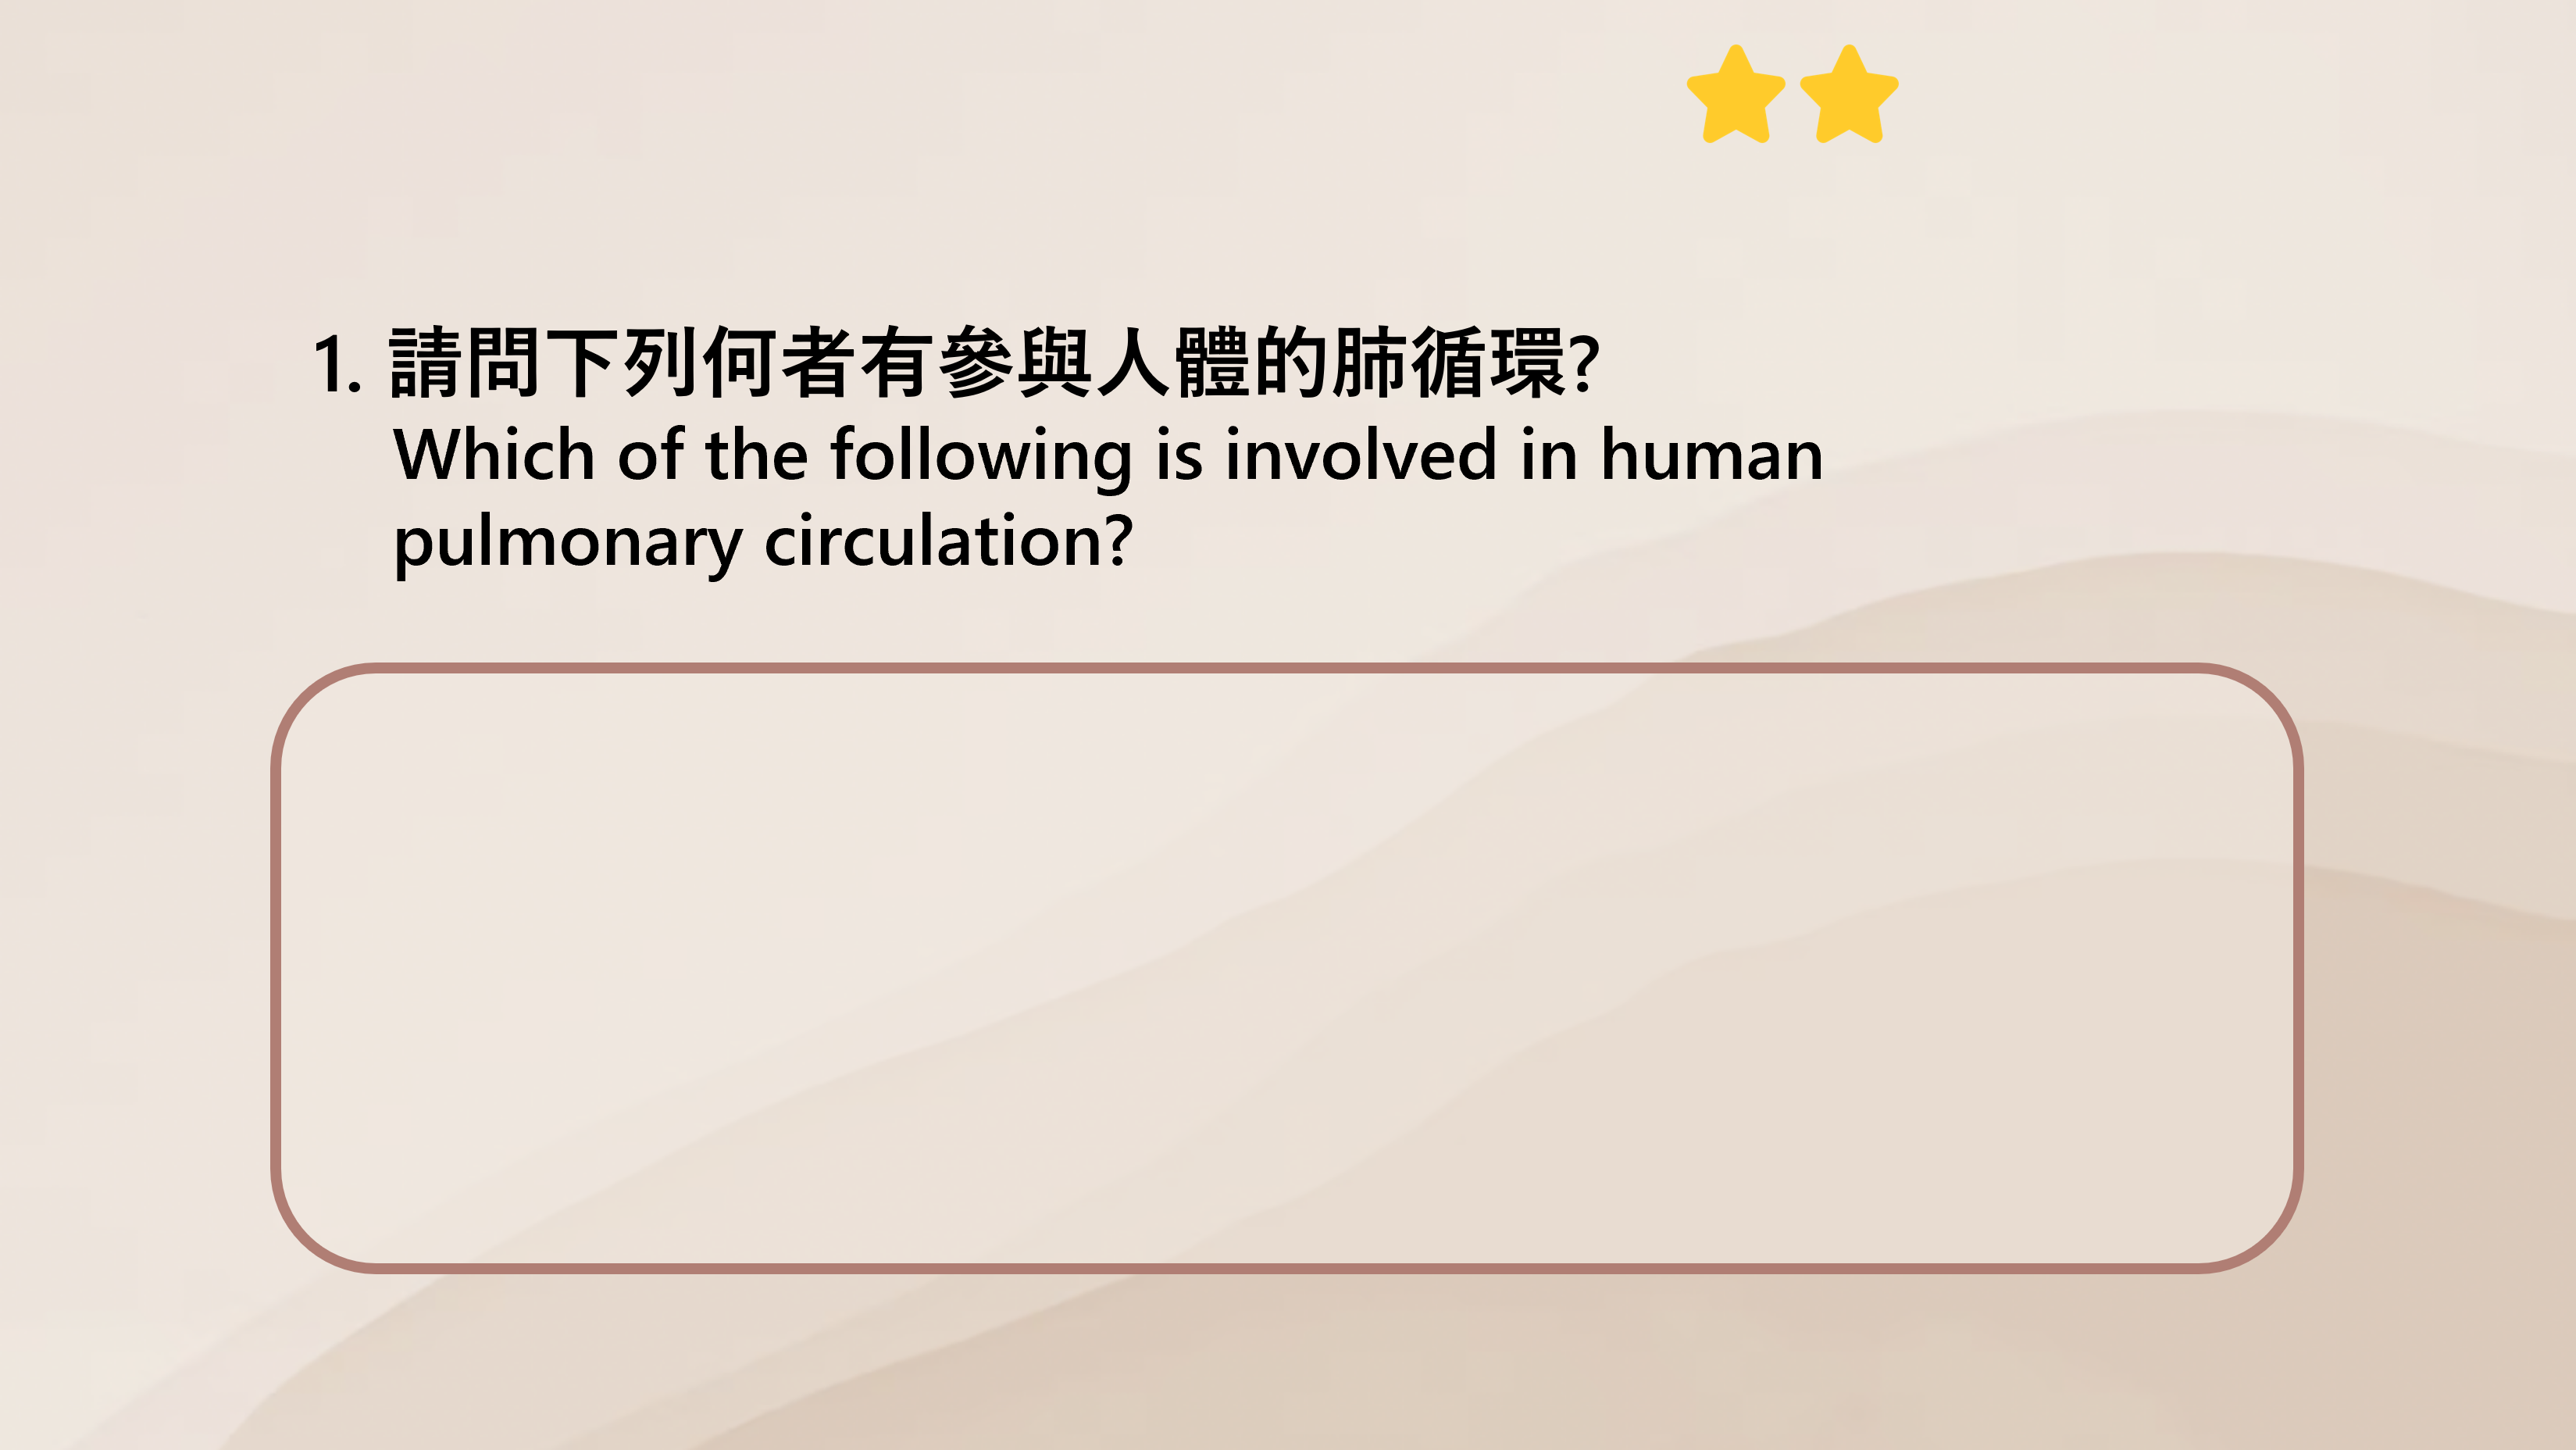 1. 請問下列何者有參與人體的肺循環?
Which of the following is involved in human
pulmonary circulation?